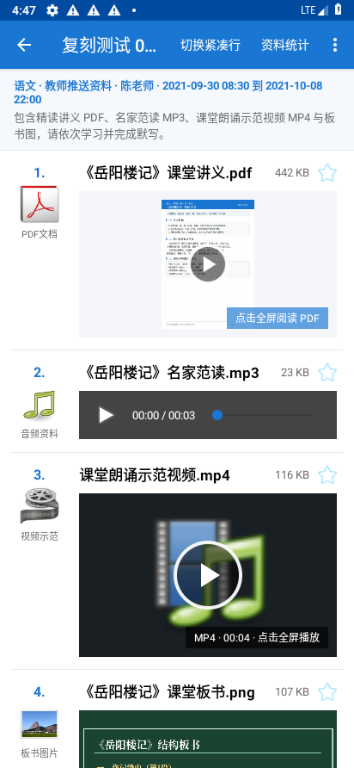 4:47
LTE
复刻测试 0...
切换紧凑行
资料统计
语文 · 教师推送资料 · 陈老师 · 2021-09-30 08:30 到 2021-10-08
22:00
包含精读讲义 PDF、名家范读 MP3、课堂朗诵示范视频 MP4 与板
书图，请依次学习并完成默写。
1.
《岳阳楼记》课堂讲义.pdf
442 KB
PDF文档
点击全屏阅读 PDF
2.
《岳阳楼记》名家范读.mp3
23 KB
音频资料
00:00 / 00:03
3.
课堂朗诵示范视频.mp4
116 KB
视频示范
MP4 · 00:04 · 点击全屏播放
4.
《岳阳楼记》课堂板书.png
107 KB
板书图片
《岳阳楼记》结构板书